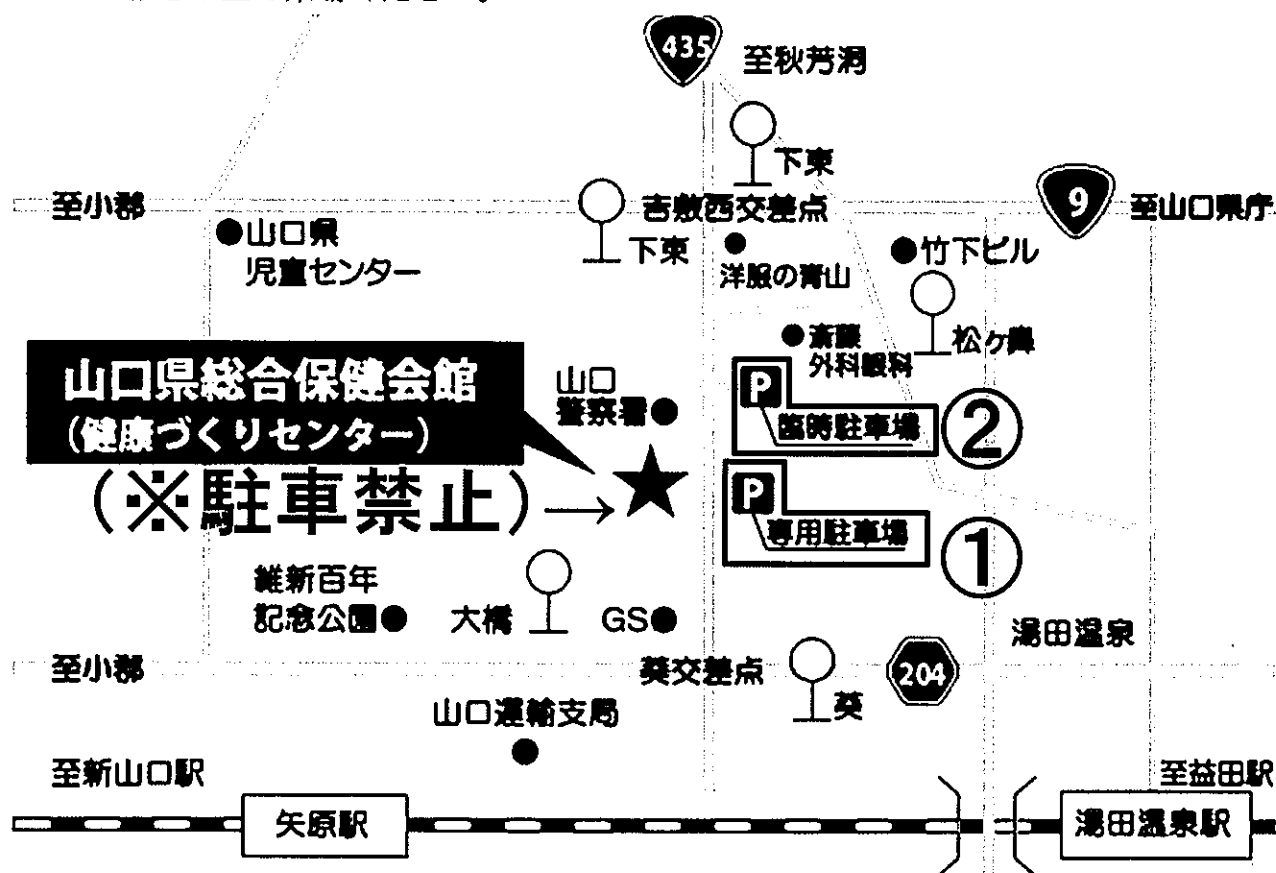 435
至秋芳洞
下東
至小郡
吉敷西交差点
9
至山口県庁
●山口県
児童センター
下東
洋服の青山
●竹下ビル
●斎藤
外科眼科
松ヶ鼻
山口県総合保健会館
(健康づくりセンター)
山口
警察署●
P
臨時駐車場
②
(※駐車禁止)→★
P
専用駐車場
①
維新百年
記念公園●
大橋
GS●
湯田温泉
至小郡
葵交差点
204
葵
山口運輸支局
至新山口駅
至益田駅
矢原駅
湯田温泉駅